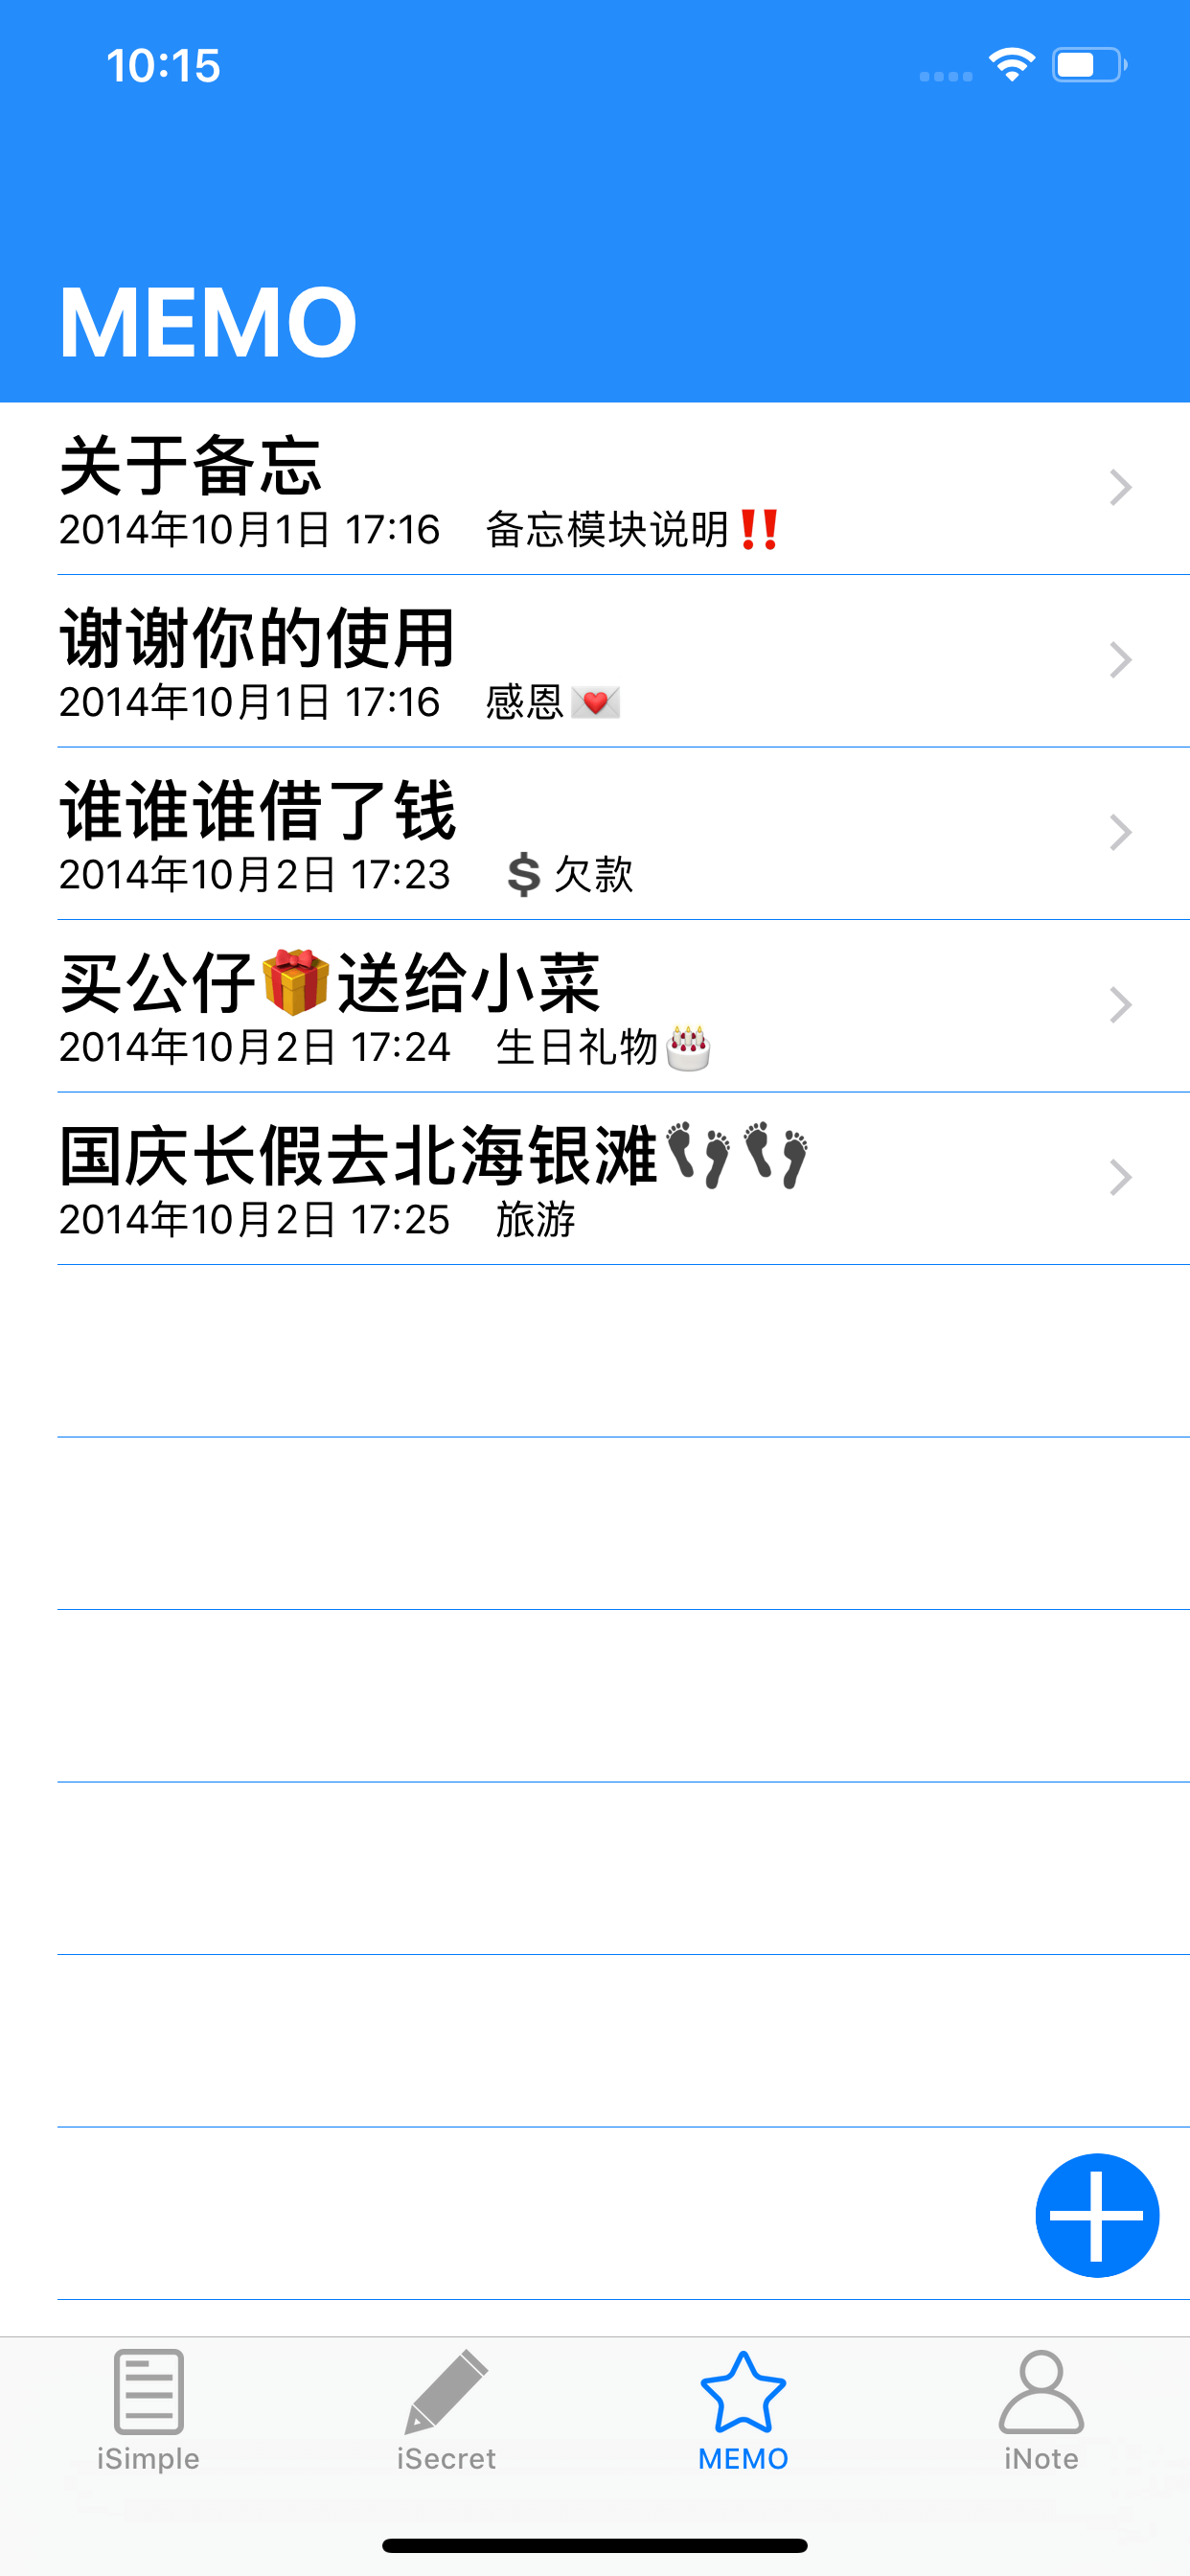 10:15
MEMO
关于备忘
2014年10月1日 17:16 备忘模块说明‼️
谢谢你的使用
2014年10月1日 17:16 感恩💌
谁谁谁借了钱
2014年10月2日 17:23 💲欠款
买公仔🎁送给小菜
2014年10月2日 17:24 生日礼物🎂
国庆长假去北海银滩👣👣
2014年10月2日 17:25 旅游
iSimple
iSecret
MEMO
iNote